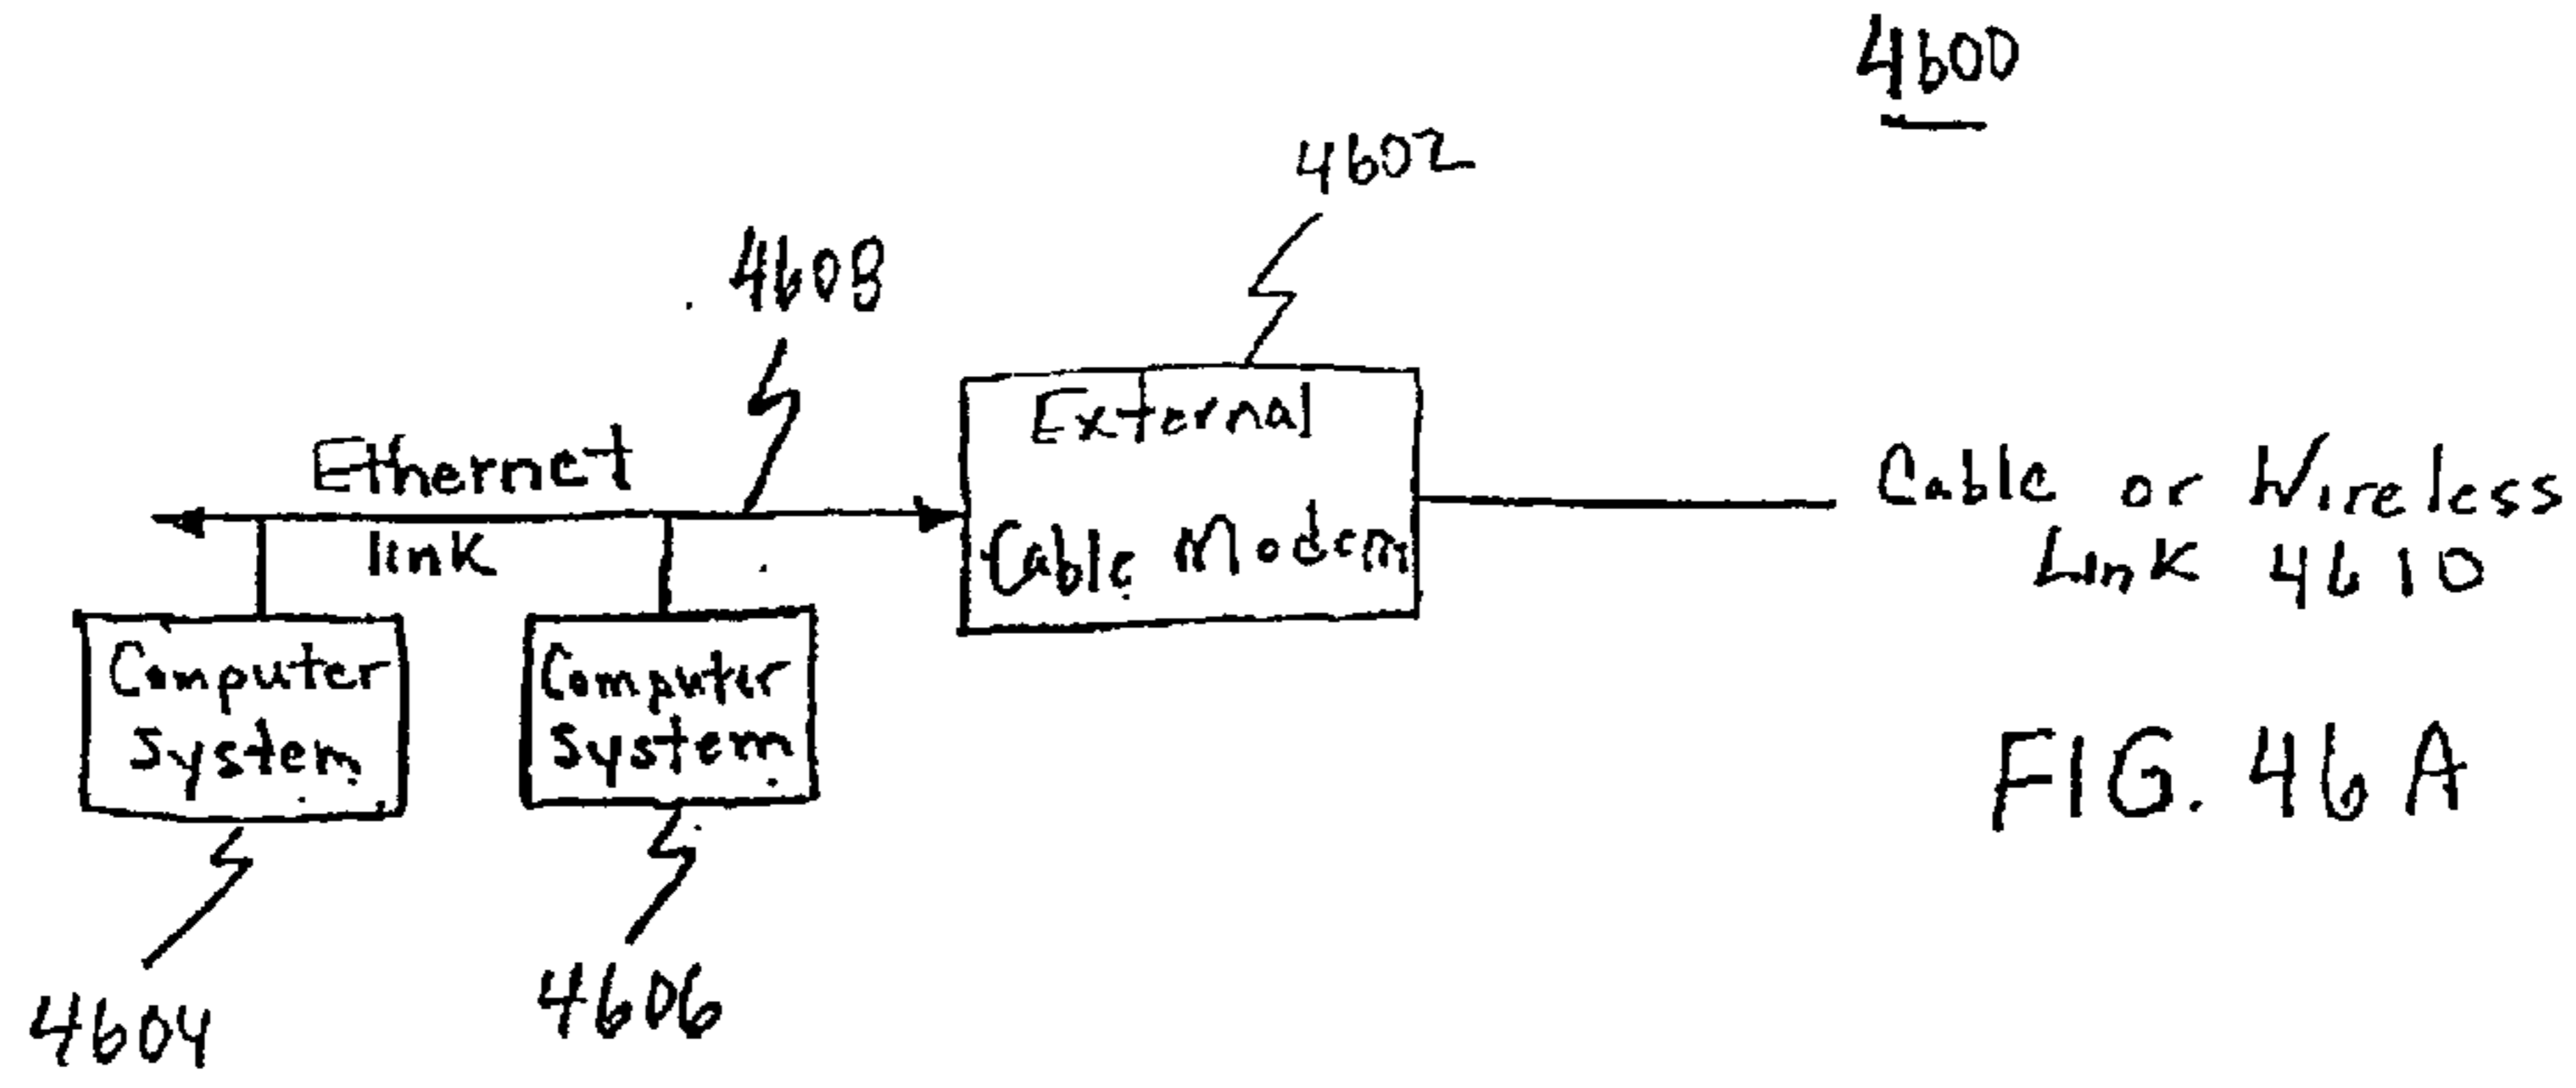 4600
4602
4608
External
Cable Modem
Ethernet
link
Cable or Wireless
Link 4610
Computer
System
Computer
System
FIG. 46A
4604
4606